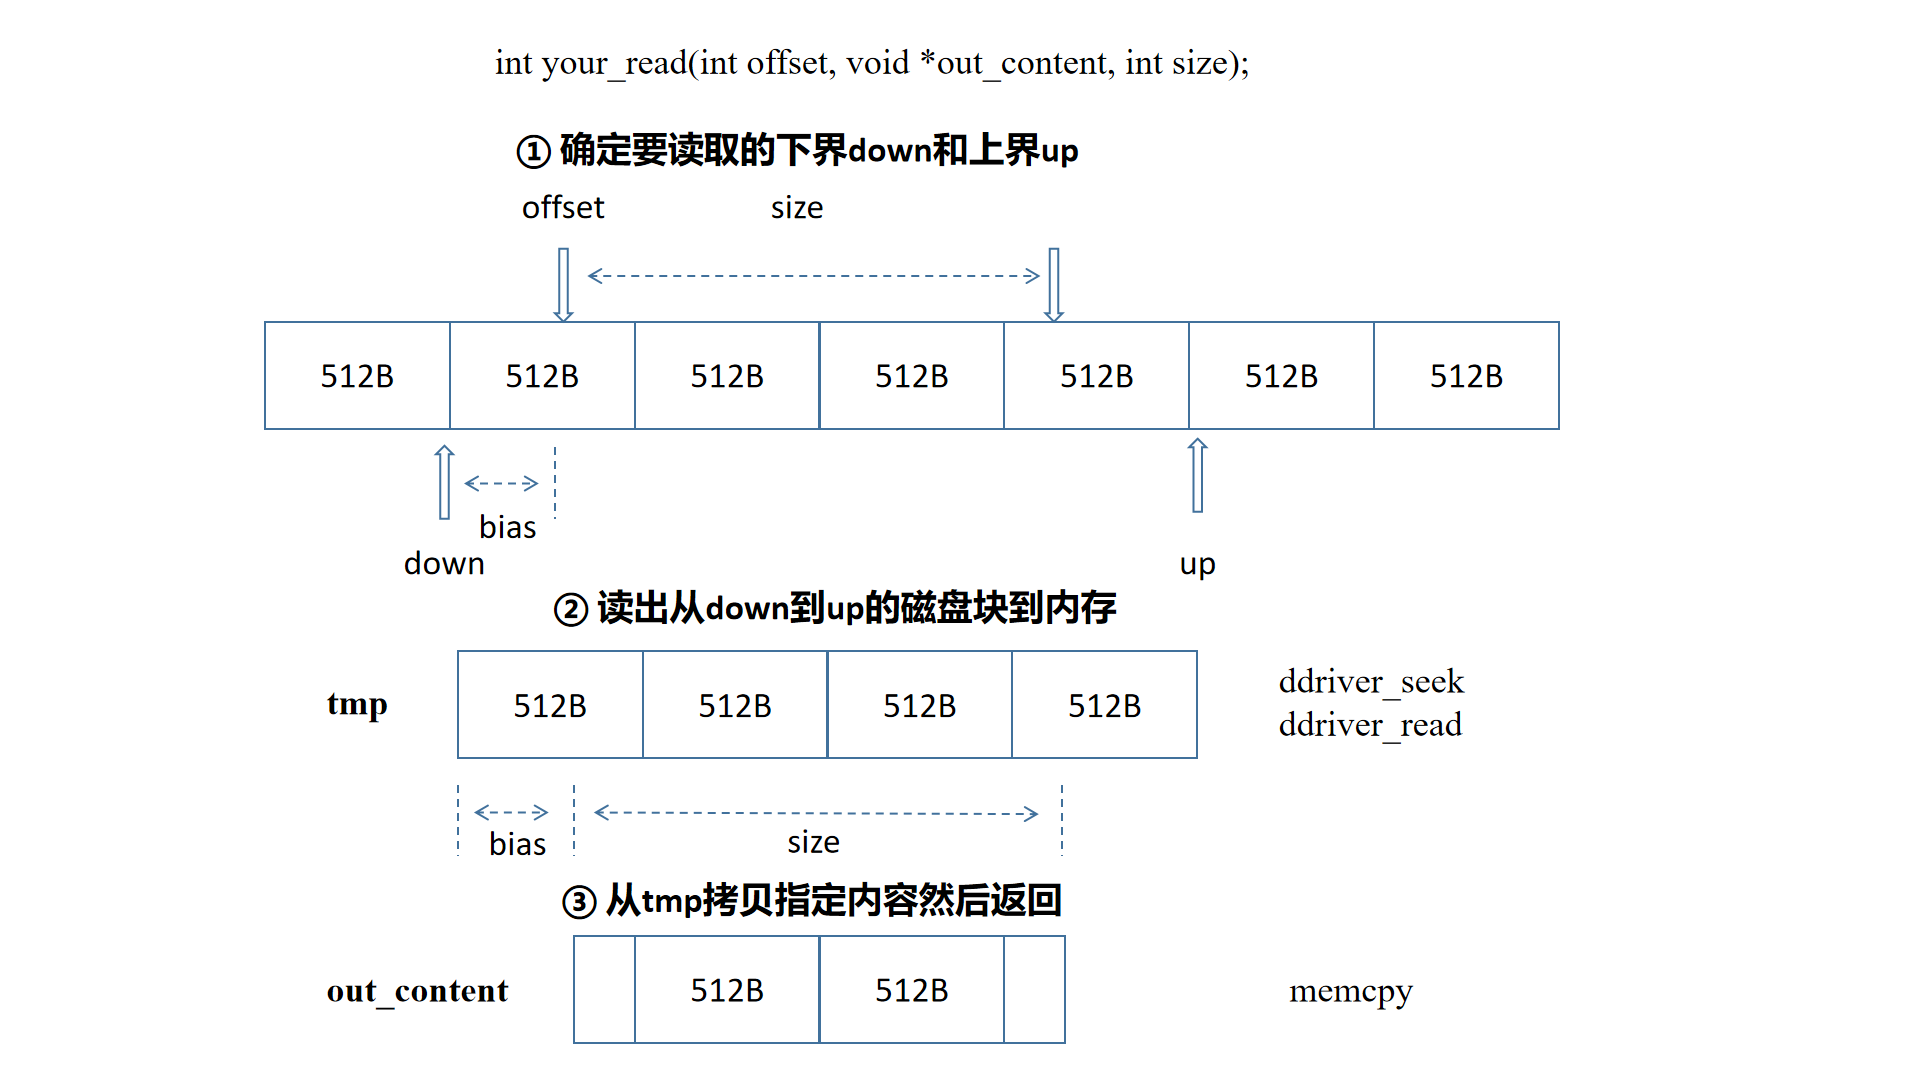 int your_read(int offset, void *out_content, int size);
① 确定要读取的下界down和上界up
offset size
512B 512B 512B 512B 512B 512B 512B
bias
down up
② 读出从down到up的磁盘块到内存
tmp 512B 512B 512B 512B ddriver_seek
ddriver_read
bias size
③ 从tmp拷贝指定内容然后返回
out_content 512B 512B memcpy